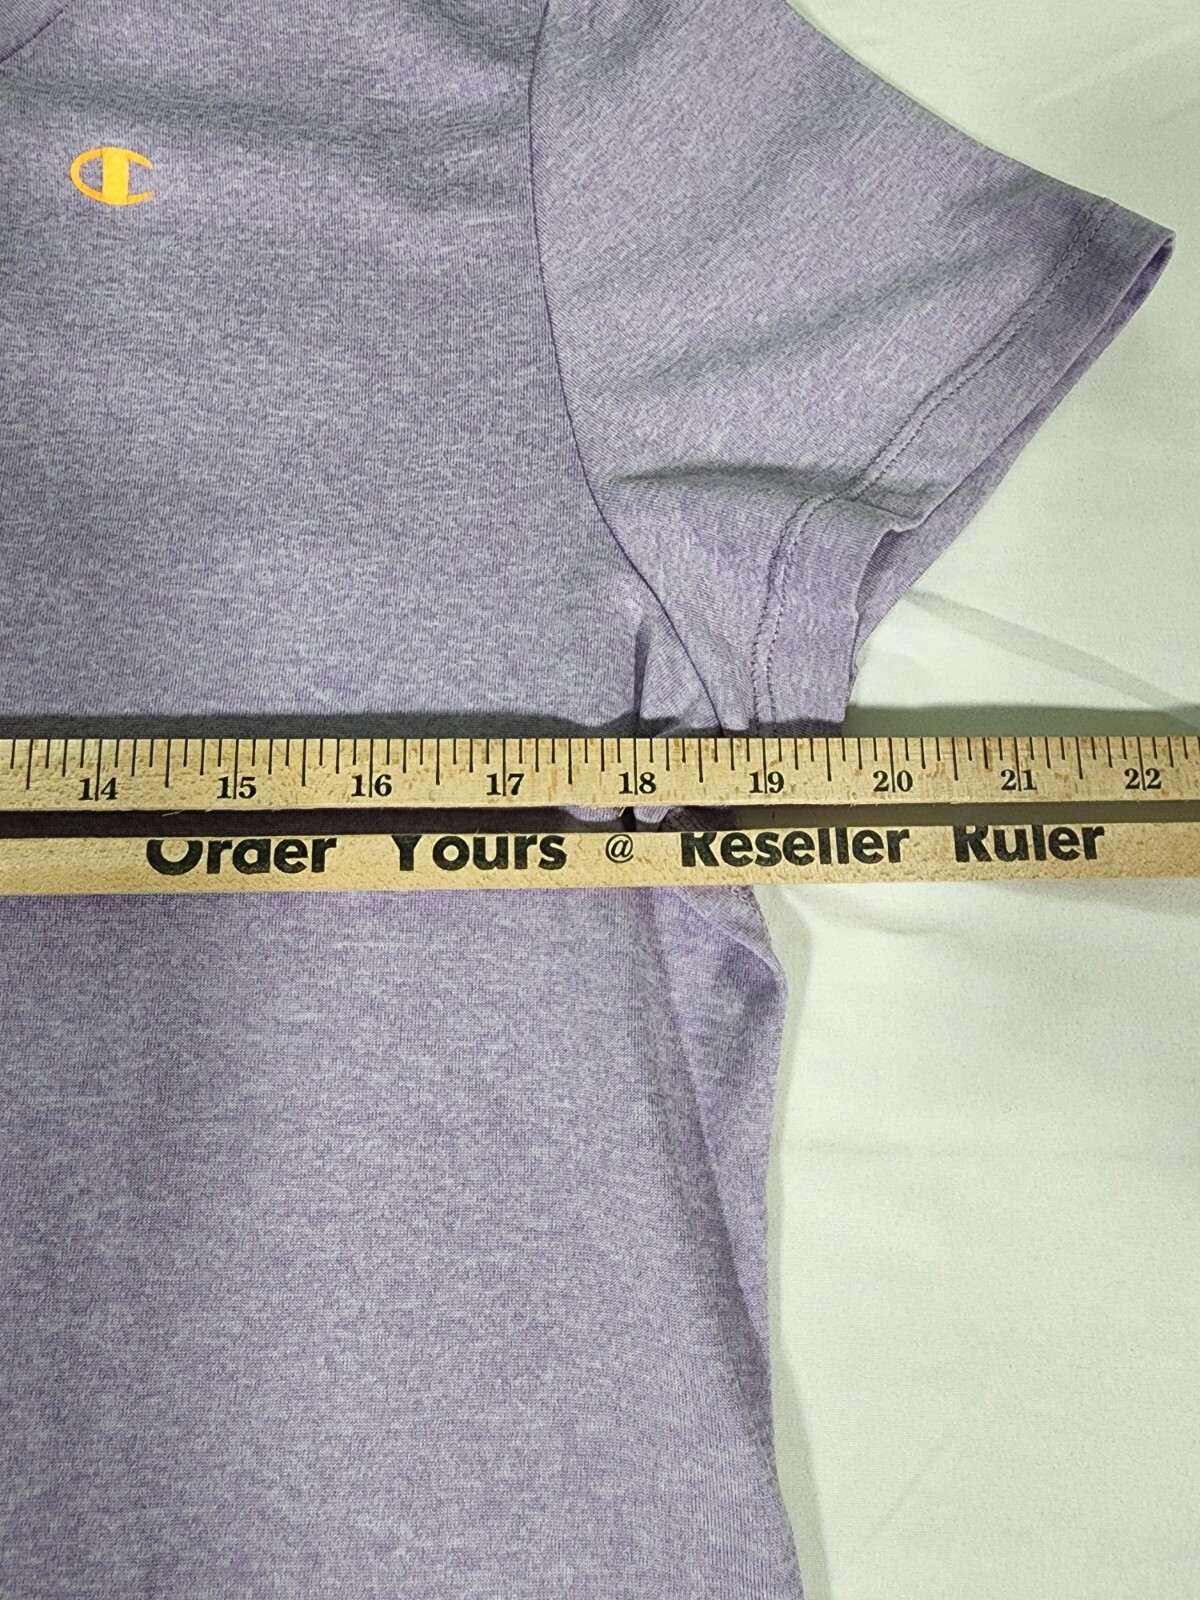 14 15 16 17 18 19 20 21 22
Order Yours @ Reseller Ruler